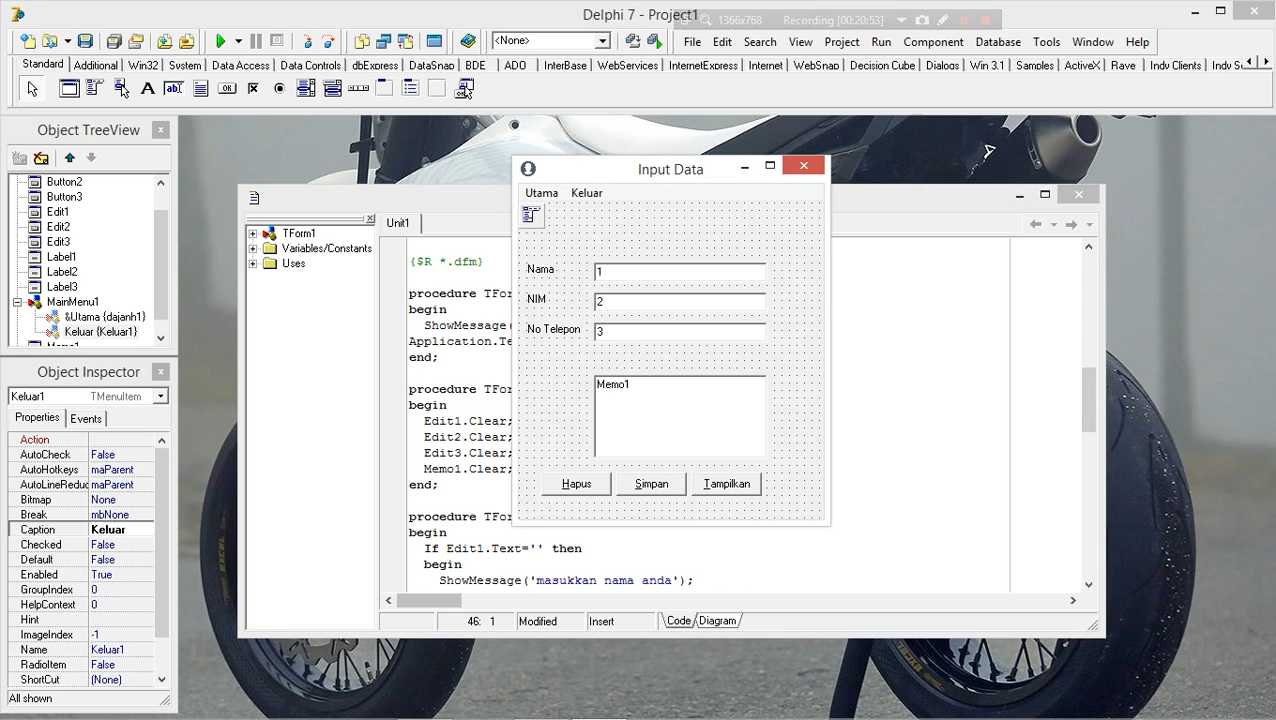 Delphi 7 - Project1
1366x768
Recording [00:20:53]
<None>
File Edit Search View Project Run Component Database Tools Window Help
Standard Additional Win32 System Data Access Data Controls dbExpress DataSnap BDE ADO InterBase WebServices InternetExpress Internet WebSnap Decision Cube Dialogs Win 3.1 Samples ActiveX Rave Indy Clients Indy S
Object TreeView
Button2
Button3
Edit1
Edit2
Edit3
Label1
Label2
Label3
MainMenu1
&Utama {dajanh1}
Keluar {Keluar1}
Object Inspector
Keluar1 TMenuItem
Properties Events
Action
AutoCheck False
AutoHotkeys maParent
AutoLineReduc maParent
Bitmap None
Break mbNone
Caption Keluar
Checked False
Default False
Enabled True
GroupIndex 0
HelpContext 0
Hint
ImageIndex -1
Name Keluar1
RadioItem False
ShortCut (None)
All shown
TForm1
Variables/Constants
Uses
Unit1
{$R *.dfm}
procedure TFor
begin
ShowMessage(
Application.Te
end;
procedure TFor
begin
Edit1.Clear;
Edit2.Clear;
Edit3.Clear;
Memo1.Clear;
end;
procedure TFor
begin
If Edit1.Text='' then
begin
ShowMessage('masukkan nama anda');
46: 1 Modified Insert Code Diagram
Input Data
Utama Keluar
Nama 1
NIM 2
No Telepon 3
Memo1
Hapus Simpan Tampilkan